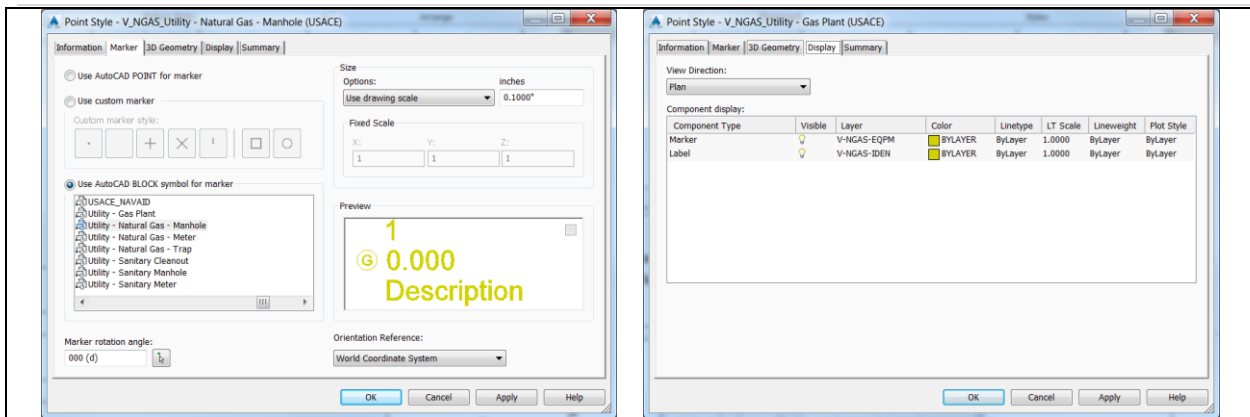 Point Style - V_NGAS_Utility - Natural Gas - Manhole (USACE)
Information Marker 3D Geometry Display Summary
Use AutoCAD POINT for marker
Use custom marker
Custom marker style:
Use AutoCAD BLOCK symbol for marker
USACE_NAVAID
Utility - Gas Plant
Utility - Natural Gas - Manhole
Utility - Natural Gas - Meter
Utility - Natural Gas - Trap
Utility - Sanitary Cleanout
Utility - Sanitary Manhole
Utility - Sanitary Meter
Marker rotation angle:
000 (d)
Size
Options: inches
Use drawing scale 0.1000"
Fixed Scale
X: Y: Z:
1 1 1
Preview
1
G 0.000
Description
Orientation Reference:
World Coordinate System
OK Cancel Apply Help
Point Style - V_NGAS_Utility - Gas Plant (USACE)
Information Marker 3D Geometry Display Summary
View Direction:
Plan
Component display:
Component Type Visible Layer Color Linetype LT Scale Lineweight Plot Style
Marker V-NGAS-EQPM BYLAYER ByLayer 1.0000 ByLayer ByLayer
Label V-NGAS-IDEN BYLAYER ByLayer 1.0000 ByLayer ByLayer
OK Cancel Apply Help